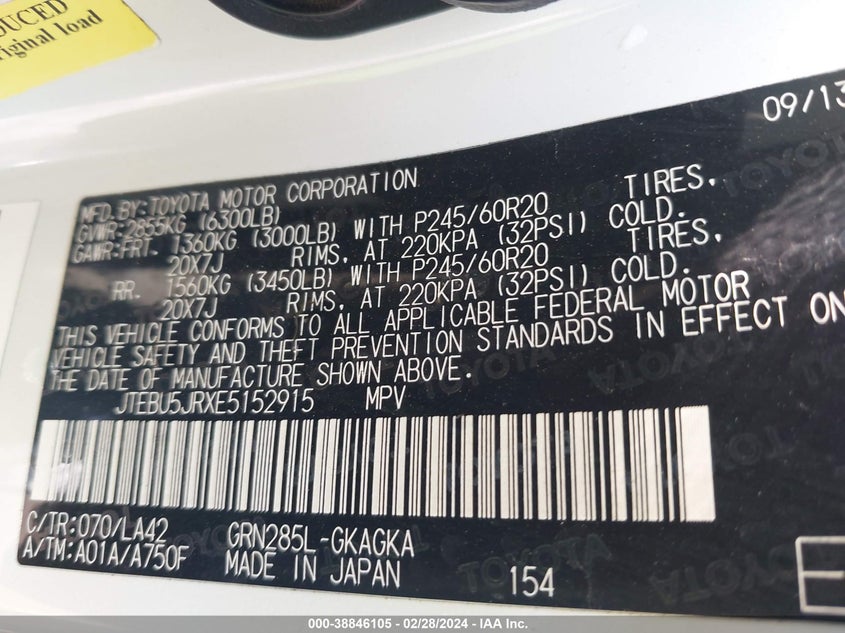 DUCED
riginal load
09/13
MFD.BY:TOYOTA MOTOR CORPORATION
GVWR:2855KG (6300LB)
GAWR:FRT. 1360KG (3000LB) WITH P245/60R20 TIRES,
20X7J RIMS, AT 220KPA (32PSI) COLD.
RR. 1560KG (3450LB) WITH P245/60R20 TIRES,
20X7J RIMS, AT 220KPA (32PSI) COLD.
THIS VEHICLE CONFORMS TO ALL APPLICABLE FEDERAL MOTOR
VEHICLE SAFETY AND THEFT PREVENTION STANDARDS IN EFFECT ON
THE DATE OF MANUFACTURE SHOWN ABOVE.
JTEBU5JRXE5152915 MPV
C/TR:070/LA42 GRN285L-GKAGKA
A/TM:A01A/A750F MADE IN JAPAN 154
E
000-38846105 - 02/28/2024 - IAA Inc.